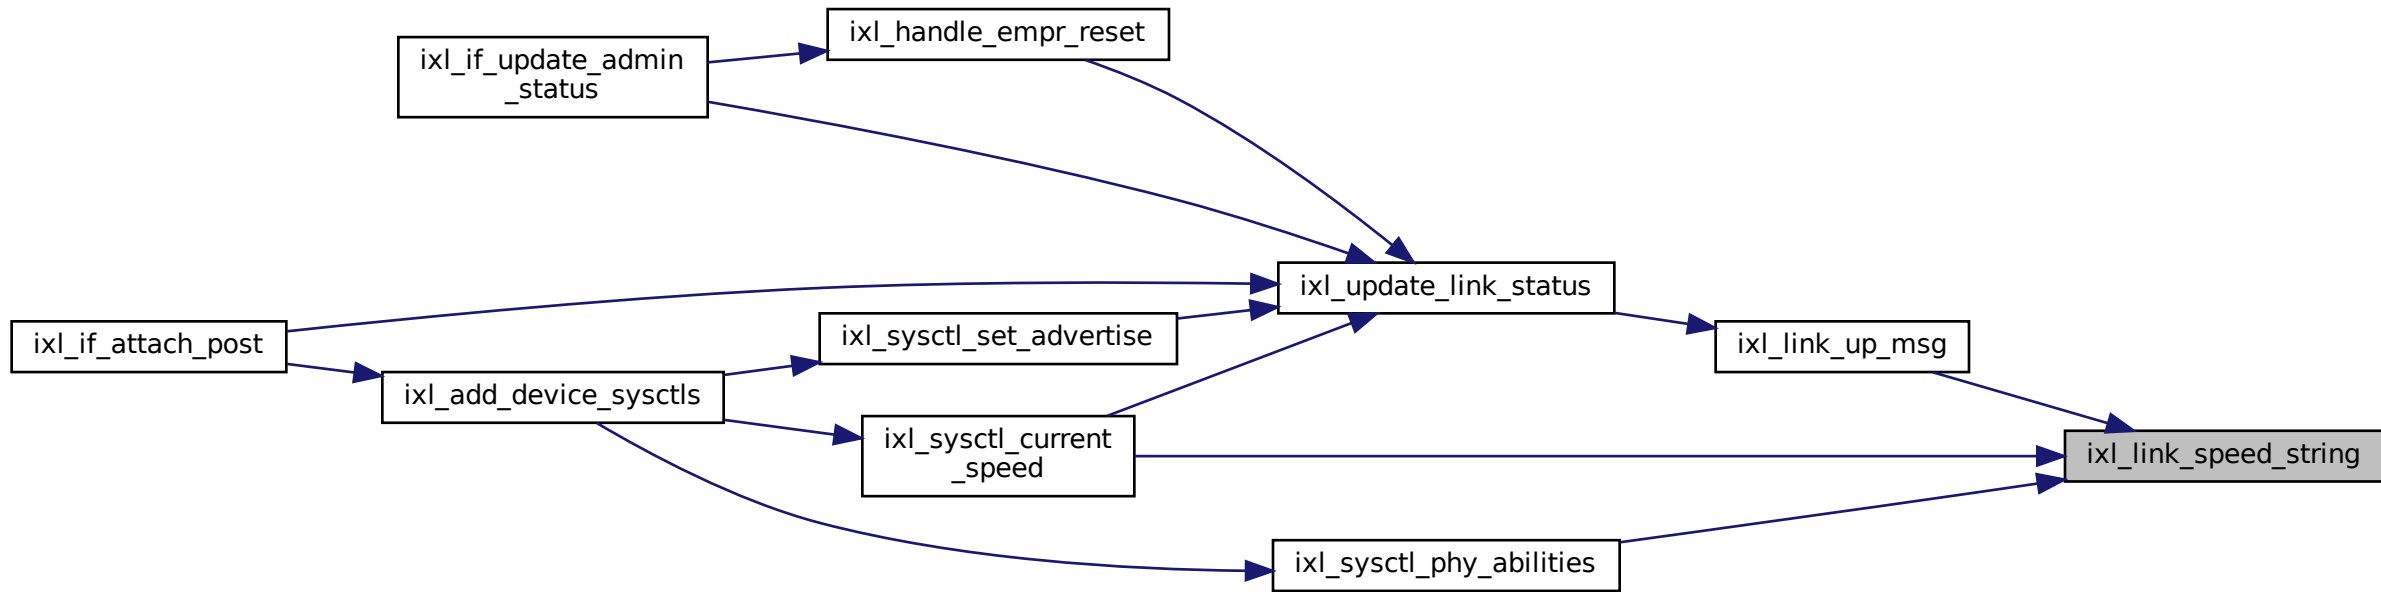 ixl_handle_empr_reset
ixl_if_update_admin
_status
ixl_update_link_status
ixl_if_attach_post
ixl_sysctl_set_advertise
ixl_link_up_msg
ixl_add_device_sysctls
ixl_sysctl_current
_speed
ixl_link_speed_string
ixl_sysctl_phy_abilities